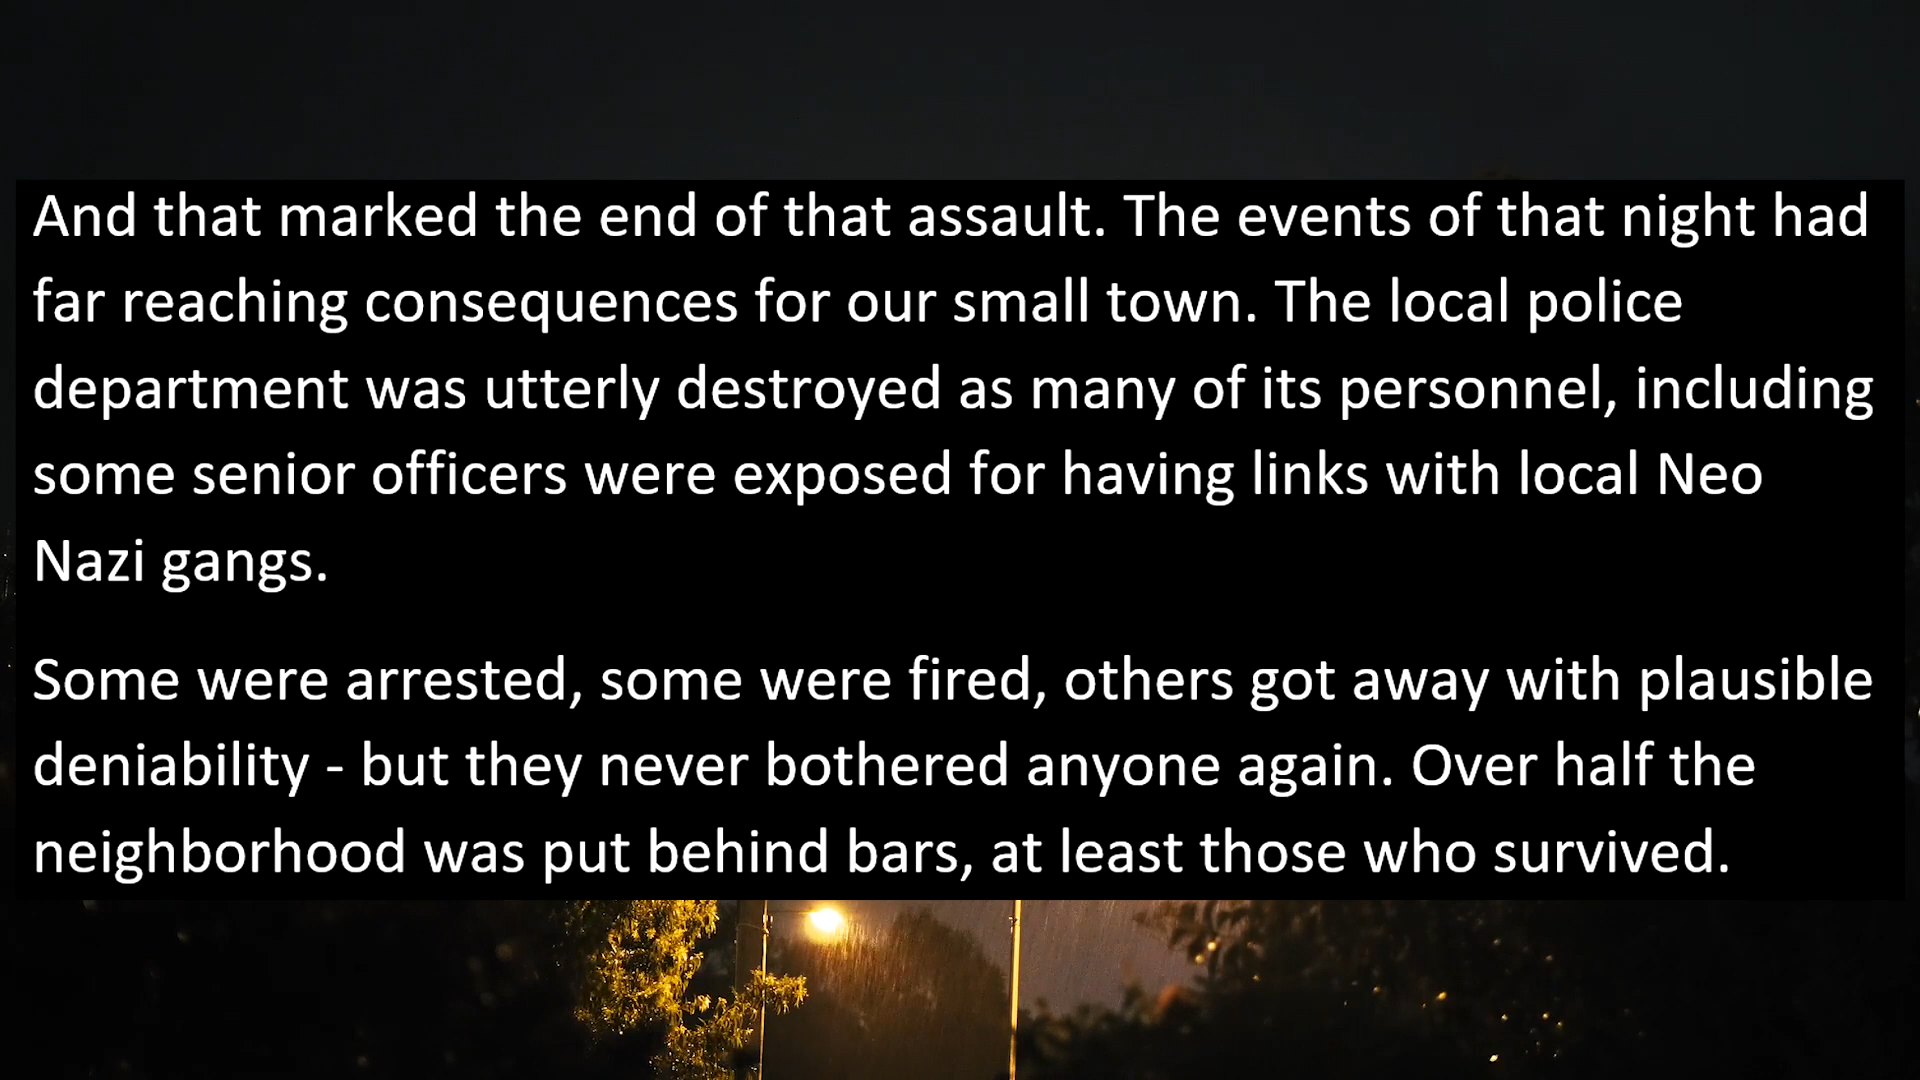 And that marked the end of that assault. The events of that night had
far reaching consequences for our small town. The local police
department was utterly destroyed as many of its personnel, including
some senior officers were exposed for having links with local Neo
Nazi gangs.
Some were arrested, some were fired, others got away with plausible
deniability - but they never bothered anyone again. Over half the
neighborhood was put behind bars, at least those who survived.